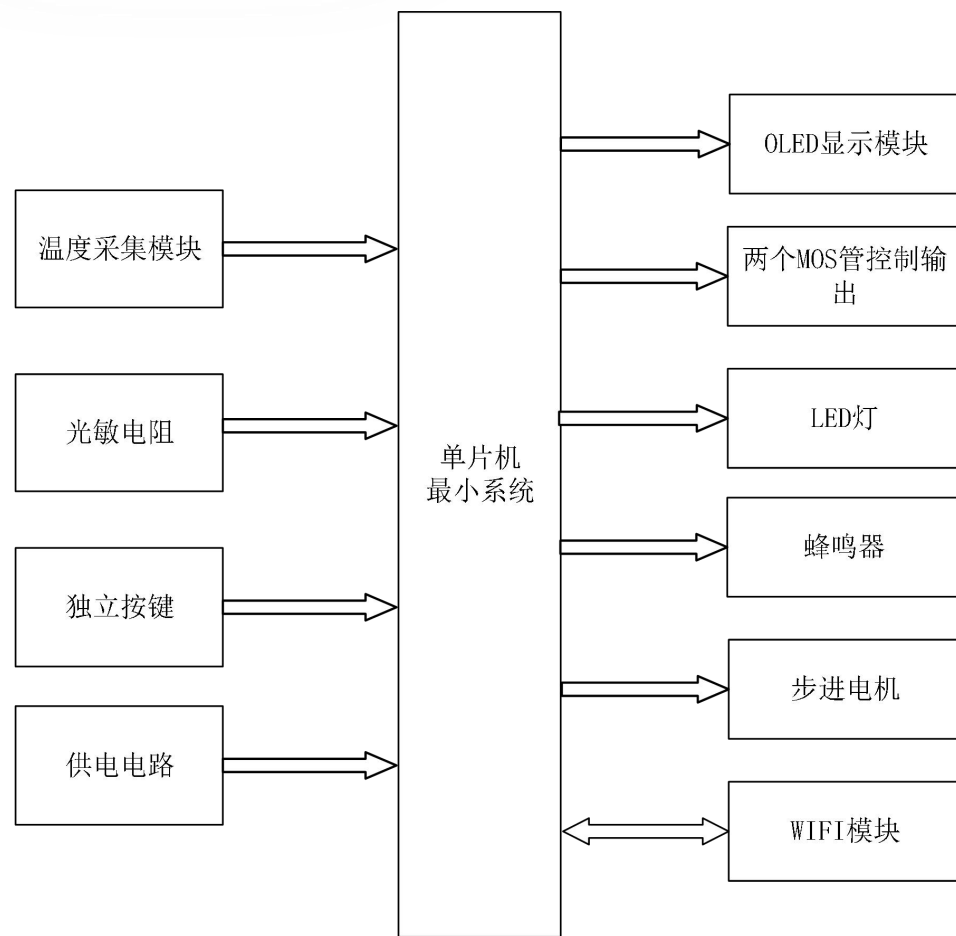 温度采集模块
光敏电阻
独立按键
供电电路
单片机
最小系统
OLED显示模块
两个MOS管控制输
出
LED灯
蜂鸣器
步进电机
WIFI模块